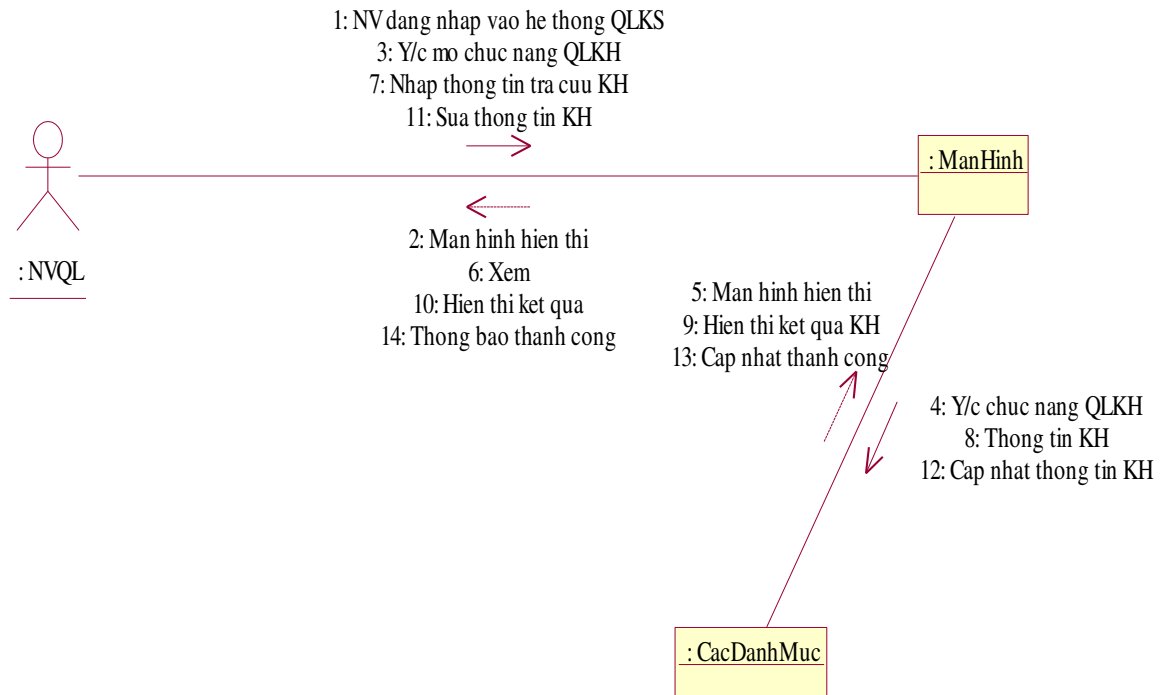 1: NV dang nhap vao he thong QLKS
3: Y/c mo chuc nang QLKH
7: Nhap thong tin tra cuu KH
11: Sua thong tin KH
: ManHinh
: NVQL
2: Man hinh hien thi
6: Xem
10: Hien thi ket qua
14: Thong bao thanh cong
5: Man hinh hien thi
9: Hien thi ket qua KH
13: Cap nhat thanh cong
4: Y/c chuc nang QLKH
8: Thong tin KH
12: Cap nhat thong tin KH
: CacDanhMuc